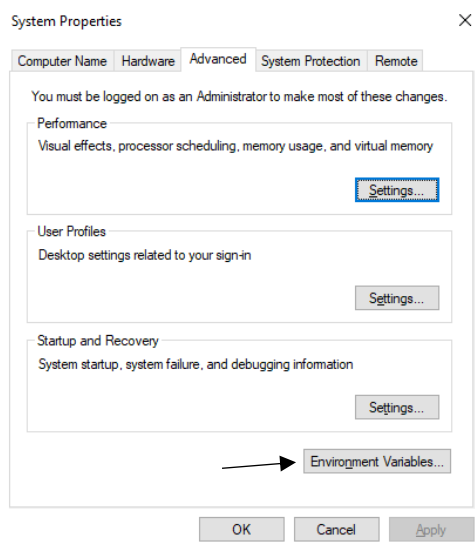 System Properties
Computer Name Hardware Advanced System Protection Remote
You must be logged on as an Administrator to make most of these changes.
Performance
Visual effects, processor scheduling, memory usage, and virtual memory
Settings...
User Profiles
Desktop settings related to your sign-in
Settings...
Startup and Recovery
System startup, system failure, and debugging information
Settings...
Environment Variables...
OK Cancel Apply